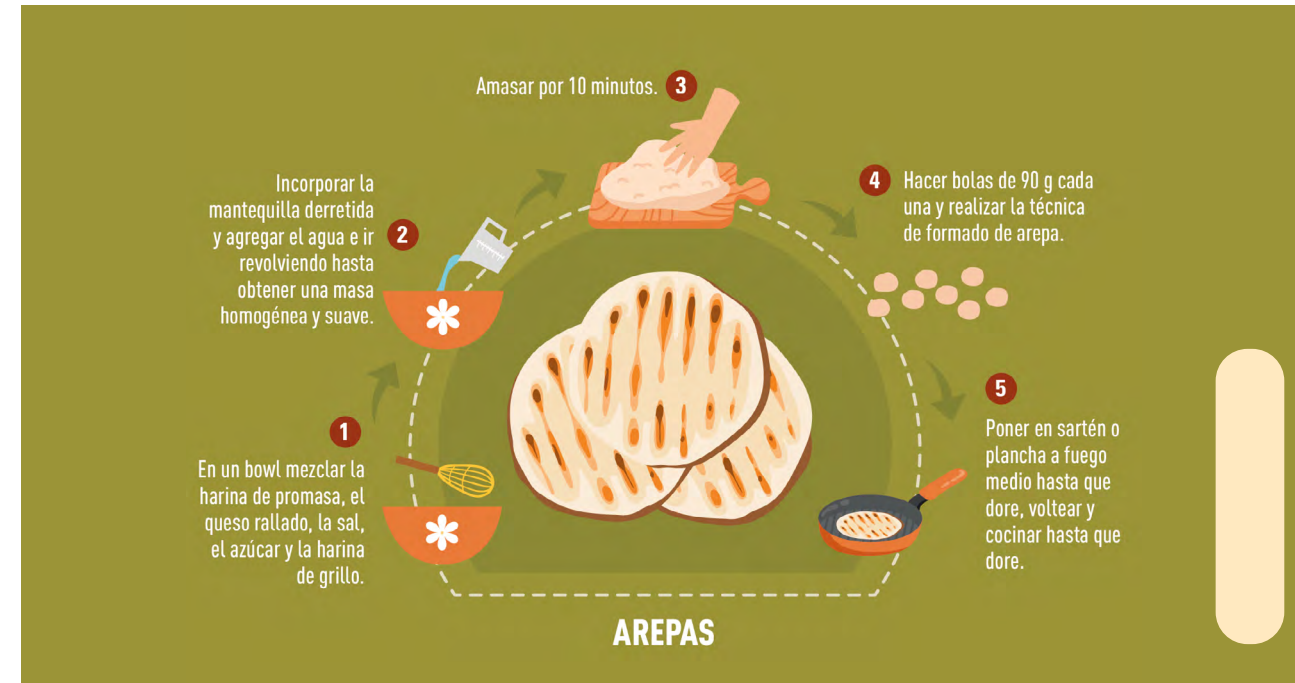 1
En un bowl mezclar la
harina de promasa, el
queso rallado, la sal,
el azúcar y la harina
de grillo.
2
Incorporar la
mantequilla derretida
y agregar el agua e ir
revolviendo hasta
obtener una masa
homogénea y suave.
Amasar por 10 minutos. 3
4 Hacer bolas de 90 g cada
una y realizar la técnica
de formado de arepa.
5
Poner en sartén o
plancha a fuego
medio hasta que
dore, voltear y
cocinar hasta que
dore.
AREPAS